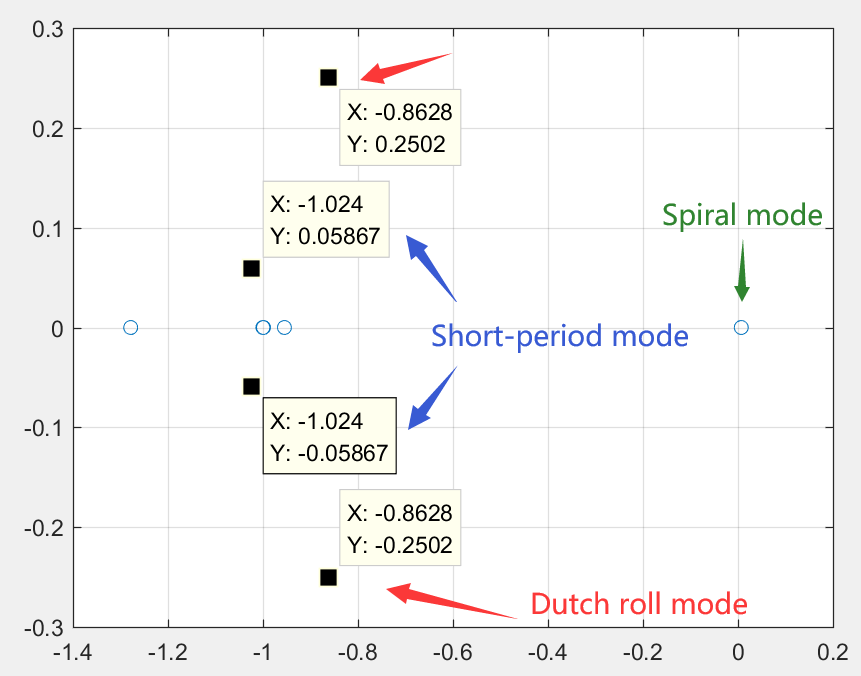 0.3
0.2
0.1
0
-0.1
-0.2
-0.3
X: -0.8628
Y: 0.2502
X: -1.024
Y: 0.05867
Spiral mode
Short-period mode
X: -1.024
Y: -0.05867
X: -0.8628
Y: -0.2502
Dutch roll mode
-1.4 -1.2 -1 -0.8 -0.6 -0.4 -0.2 0 0.2